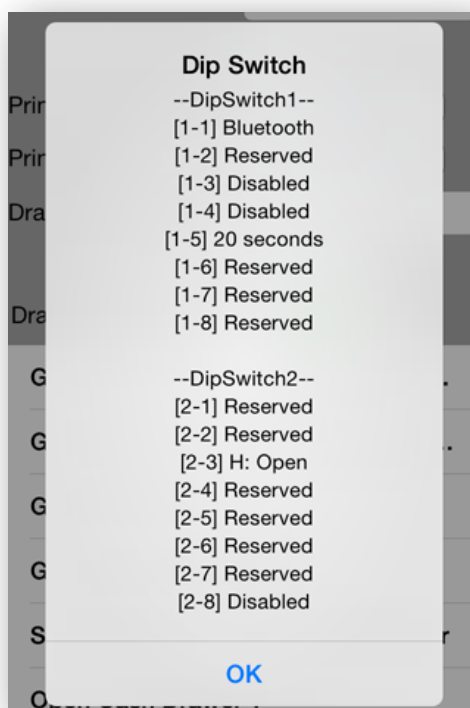 Dip Switch
--DipSwitch1--
[1-1] Bluetooth
[1-2] Reserved
[1-3] Disabled
[1-4] Disabled
[1-5] 20 seconds
[1-6] Reserved
[1-7] Reserved
[1-8] Reserved
--DipSwitch2--
[2-1] Reserved
[2-2] Reserved
[2-3] H: Open
[2-4] Reserved
[2-5] Reserved
[2-6] Reserved
[2-7] Reserved
[2-8] Disabled
OK